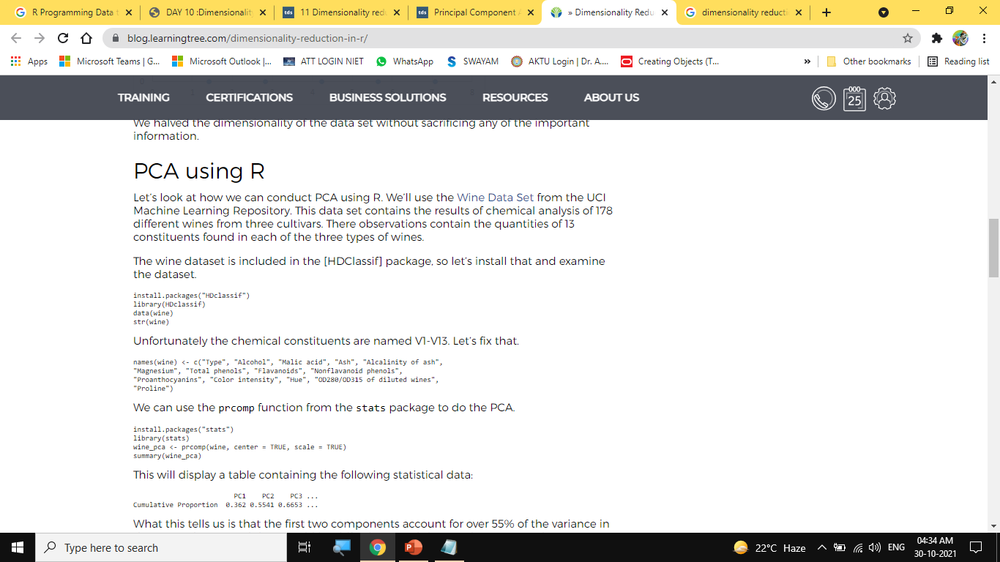 R Programming Data t
DAY 10 :Dimensionalit
11 Dimensionality red
Principal Component A
» Dimensionality Redu
dimensionality reducti
blog.learningtree.com/dimensionality-reduction-in-r/
Apps
Microsoft Teams | G...
Microsoft Outlook |...
ATT LOGIN NIET
WhatsApp
SWAYAM
AKTU Login | Dr. A....
Creating Objects (T...
»
Other bookmarks
Reading list
TRAINING
CERTIFICATIONS
BUSINESS SOLUTIONS
RESOURCES
ABOUT US
000
25
We halved the dimensionality of the data set without sacrificing any of the important
information.
PCA using R
Let's look at how we can conduct PCA using R. We'll use the Wine Data Set from the UCI
Machine Learning Repository. This data set contains the results of chemical analysis of 178
different wines from three cultivars. There observations contain the quantities of 13
constituents found in each of the three types of wines.
The wine dataset is included in the [HDClassif] package, so let's install that and examine
the dataset.
install.packages("HDclassif")
library(HDclassif)
data(wine)
str(wine)
Unfortunately the chemical constituents are named V1-V13. Let's fix that.
names(wine) <- c("Type", "Alcohol", "Malic acid", "Ash", "Alcalinity of ash",
"Magnesium", "Total phenols", "Flavanoids", "Nonflavanoid phenols",
"Proanthocyanins", "Color intensity", "Hue", "OD280/OD315 of diluted wines",
"Proline")
We can use the prcomp function from the stats package to do the PCA.
install.packages("stats")
library(stats)
wine_pca <- prcomp(wine, center = TRUE, scale = TRUE)
summary(wine_pca)
This will display a table containing the following statistical data:
PC1 PC2 PC3 ...
Cumulative Proportion 0.362 0.5541 0.6653 ...
What this tells us is that the first two components account for over 55% of the variance in
Type here to search
22°C Haze
ENG
04:34 AM
30-10-2021